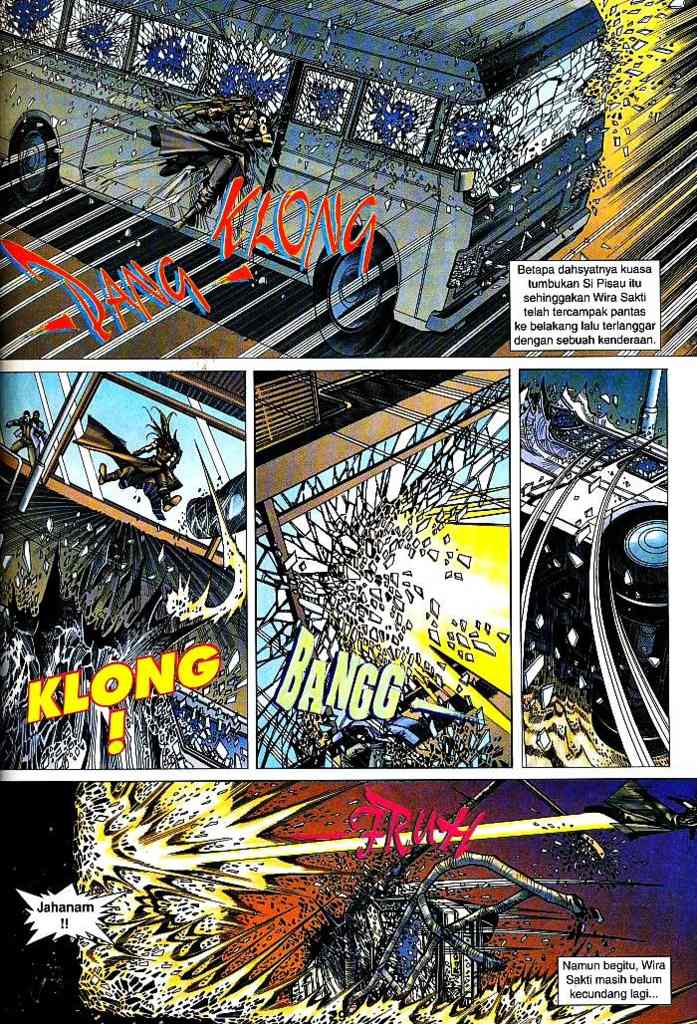 KLONG
DANG
Betapa dahsyatnya kuasa
tumbukan Si Pisau itu
sehinggakan Wira Sakti
telah tercampak pantas
ke belakang lalu terlanggar
dengan sebuah kenderaan.
KLONG
!
BANGG
TRUM
Jahanam
!!
Namun begitu, Wira
Sakti masih belum
kecundang lagi...